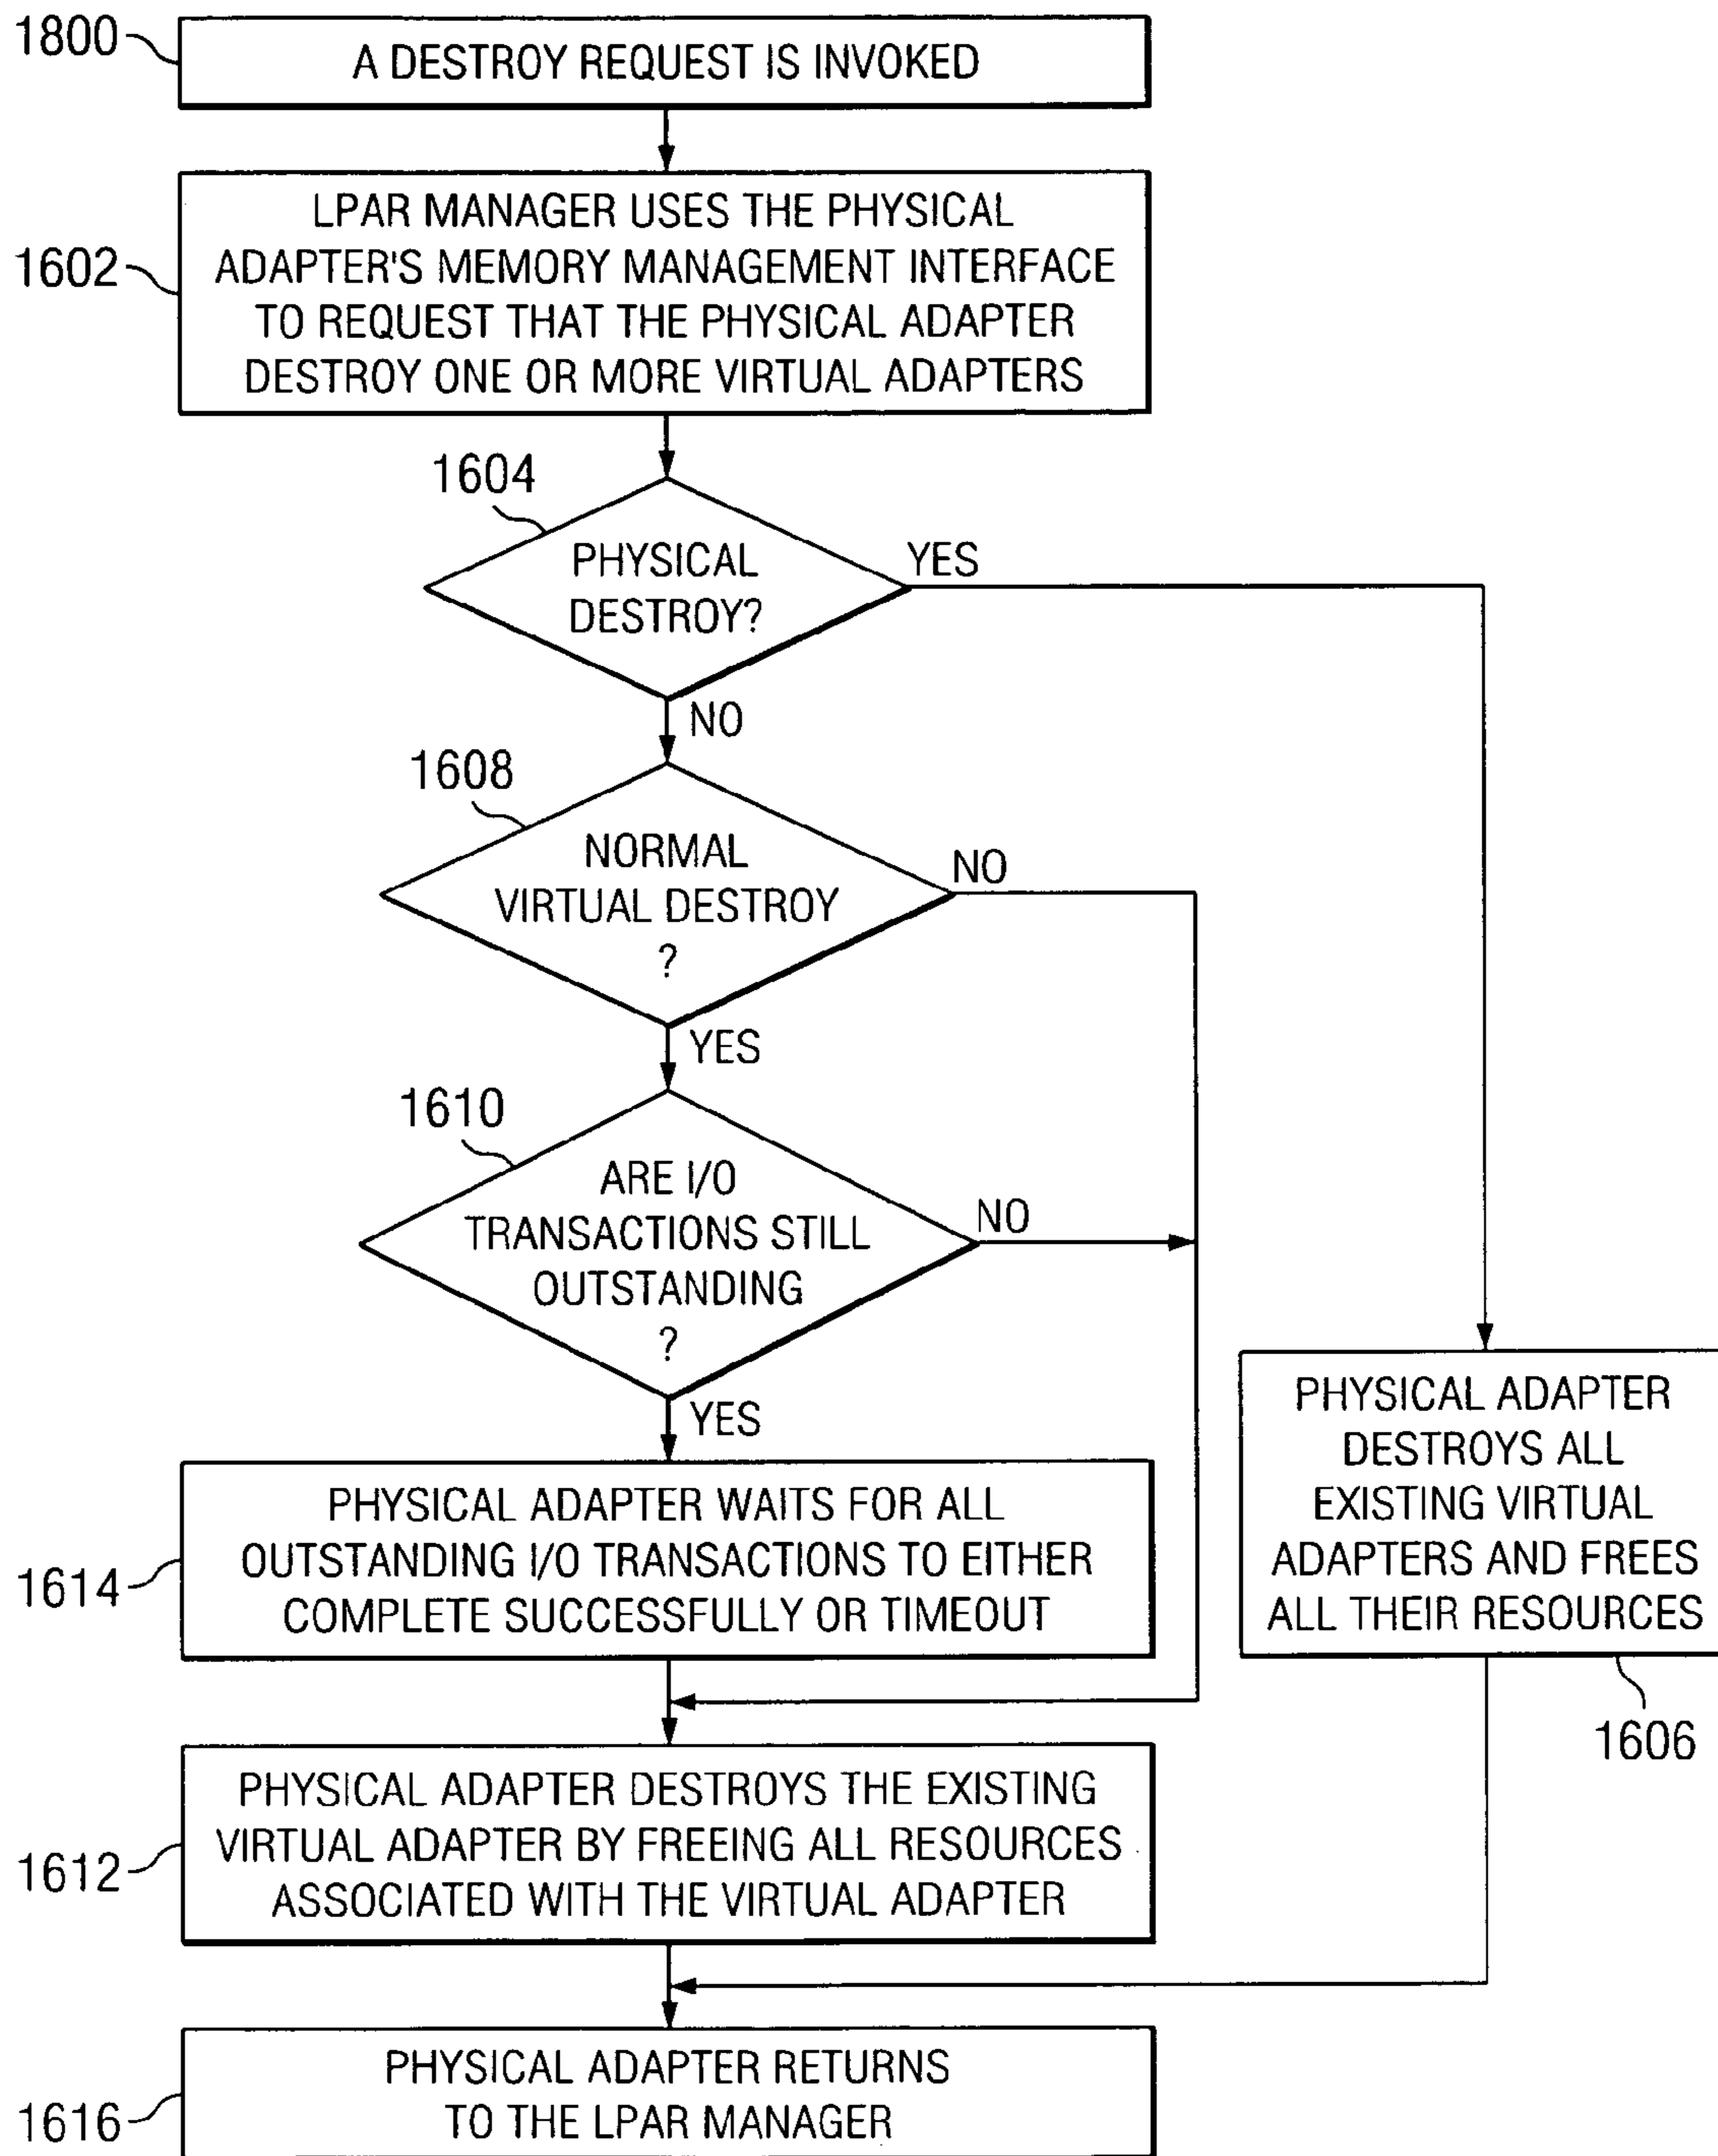 1800
A DESTROY REQUEST IS INVOKED
1602
LPAR MANAGER USES THE PHYSICAL
ADAPTER'S MEMORY MANAGEMENT INTERFACE
TO REQUEST THAT THE PHYSICAL ADAPTER
DESTROY ONE OR MORE VIRTUAL ADAPTERS
1604
PHYSICAL
DESTROY?
YES
NO
1608
NORMAL
VIRTUAL DESTROY
?
NO
YES
1610
ARE I/O
TRANSACTIONS STILL
OUTSTANDING
?
NO
YES
1614
PHYSICAL ADAPTER WAITS FOR ALL
OUTSTANDING I/O TRANSACTIONS TO EITHER
COMPLETE SUCCESSFULLY OR TIMEOUT
PHYSICAL ADAPTER
DESTROYS ALL
EXISTING VIRTUAL
ADAPTERS AND FREES
ALL THEIR RESOURCES
1606
1612
PHYSICAL ADAPTER DESTROYS THE EXISTING
VIRTUAL ADAPTER BY FREEING ALL RESOURCES
ASSOCIATED WITH THE VIRTUAL ADAPTER
1616
PHYSICAL ADAPTER RETURNS
TO THE LPAR MANAGER